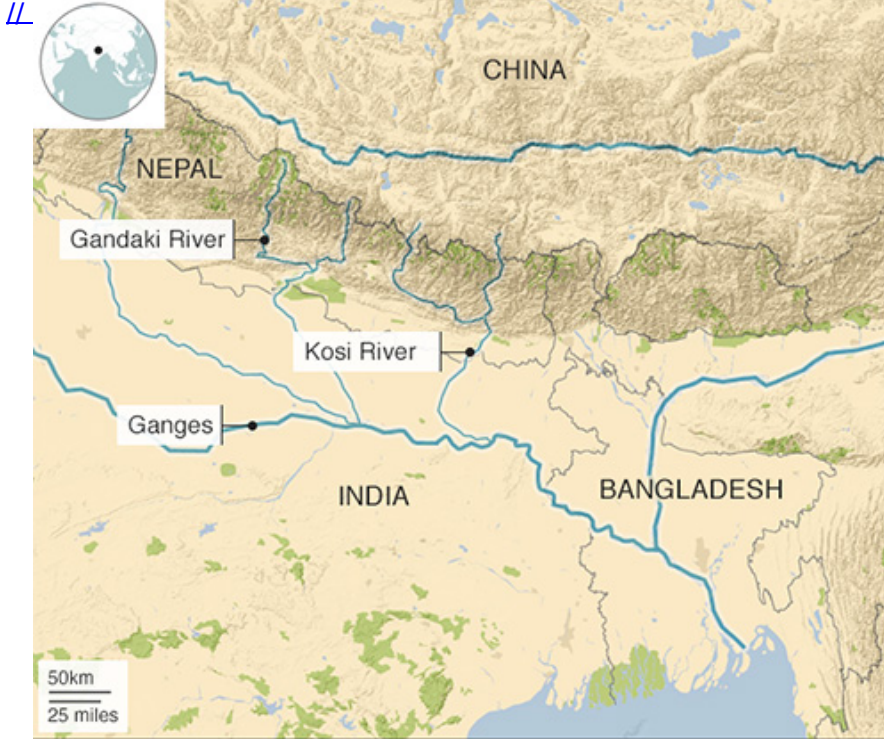 //
CHINA
NEPAL
Gandaki River
Kosi River
Ganges
INDIA
BANGLADESH
50km
25 miles